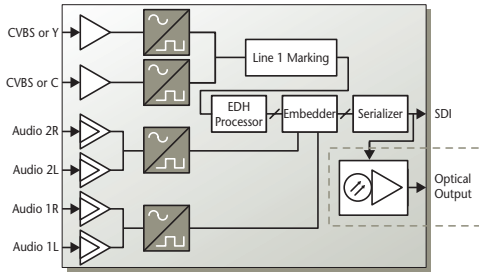 CVBS or Y
Line 1 Marking
CVBS or C
EDH
Processor
Embedder
Serializer
SDI
Audio 2R
Audio 2L
Optical
Output
Audio 1R
Audio 1L